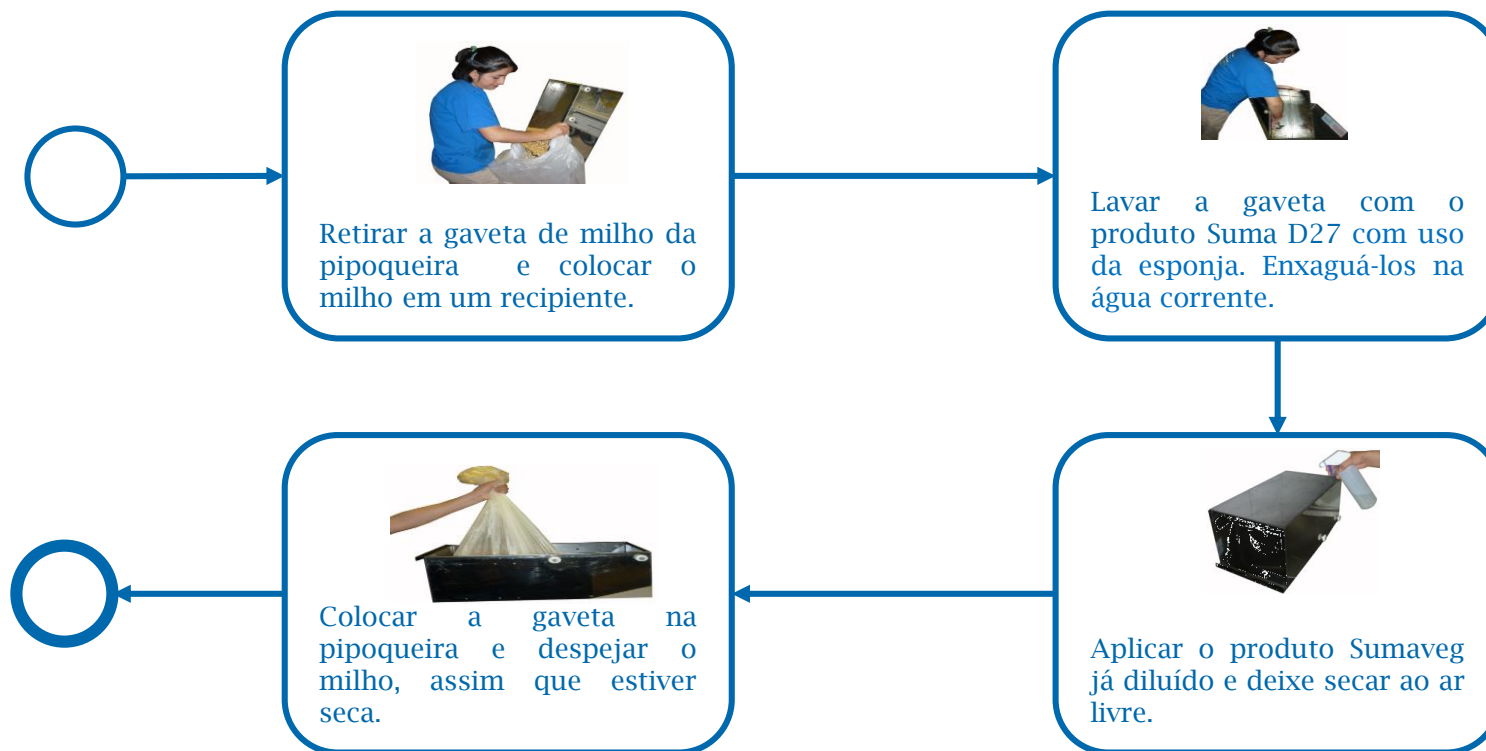 Retirar a gaveta de milho da
pipoqueira e colocar o
milho em um recipiente.
Lavar a gaveta com o
produto Suma D27 com uso
da esponja. Enxaguá-los na
água corrente.
Aplicar o produto Sumaveg
já diluído e deixe secar ao ar
livre.
Colocar a gaveta na
pipoqueira e despejar o
milho, assim que estiver
seca.